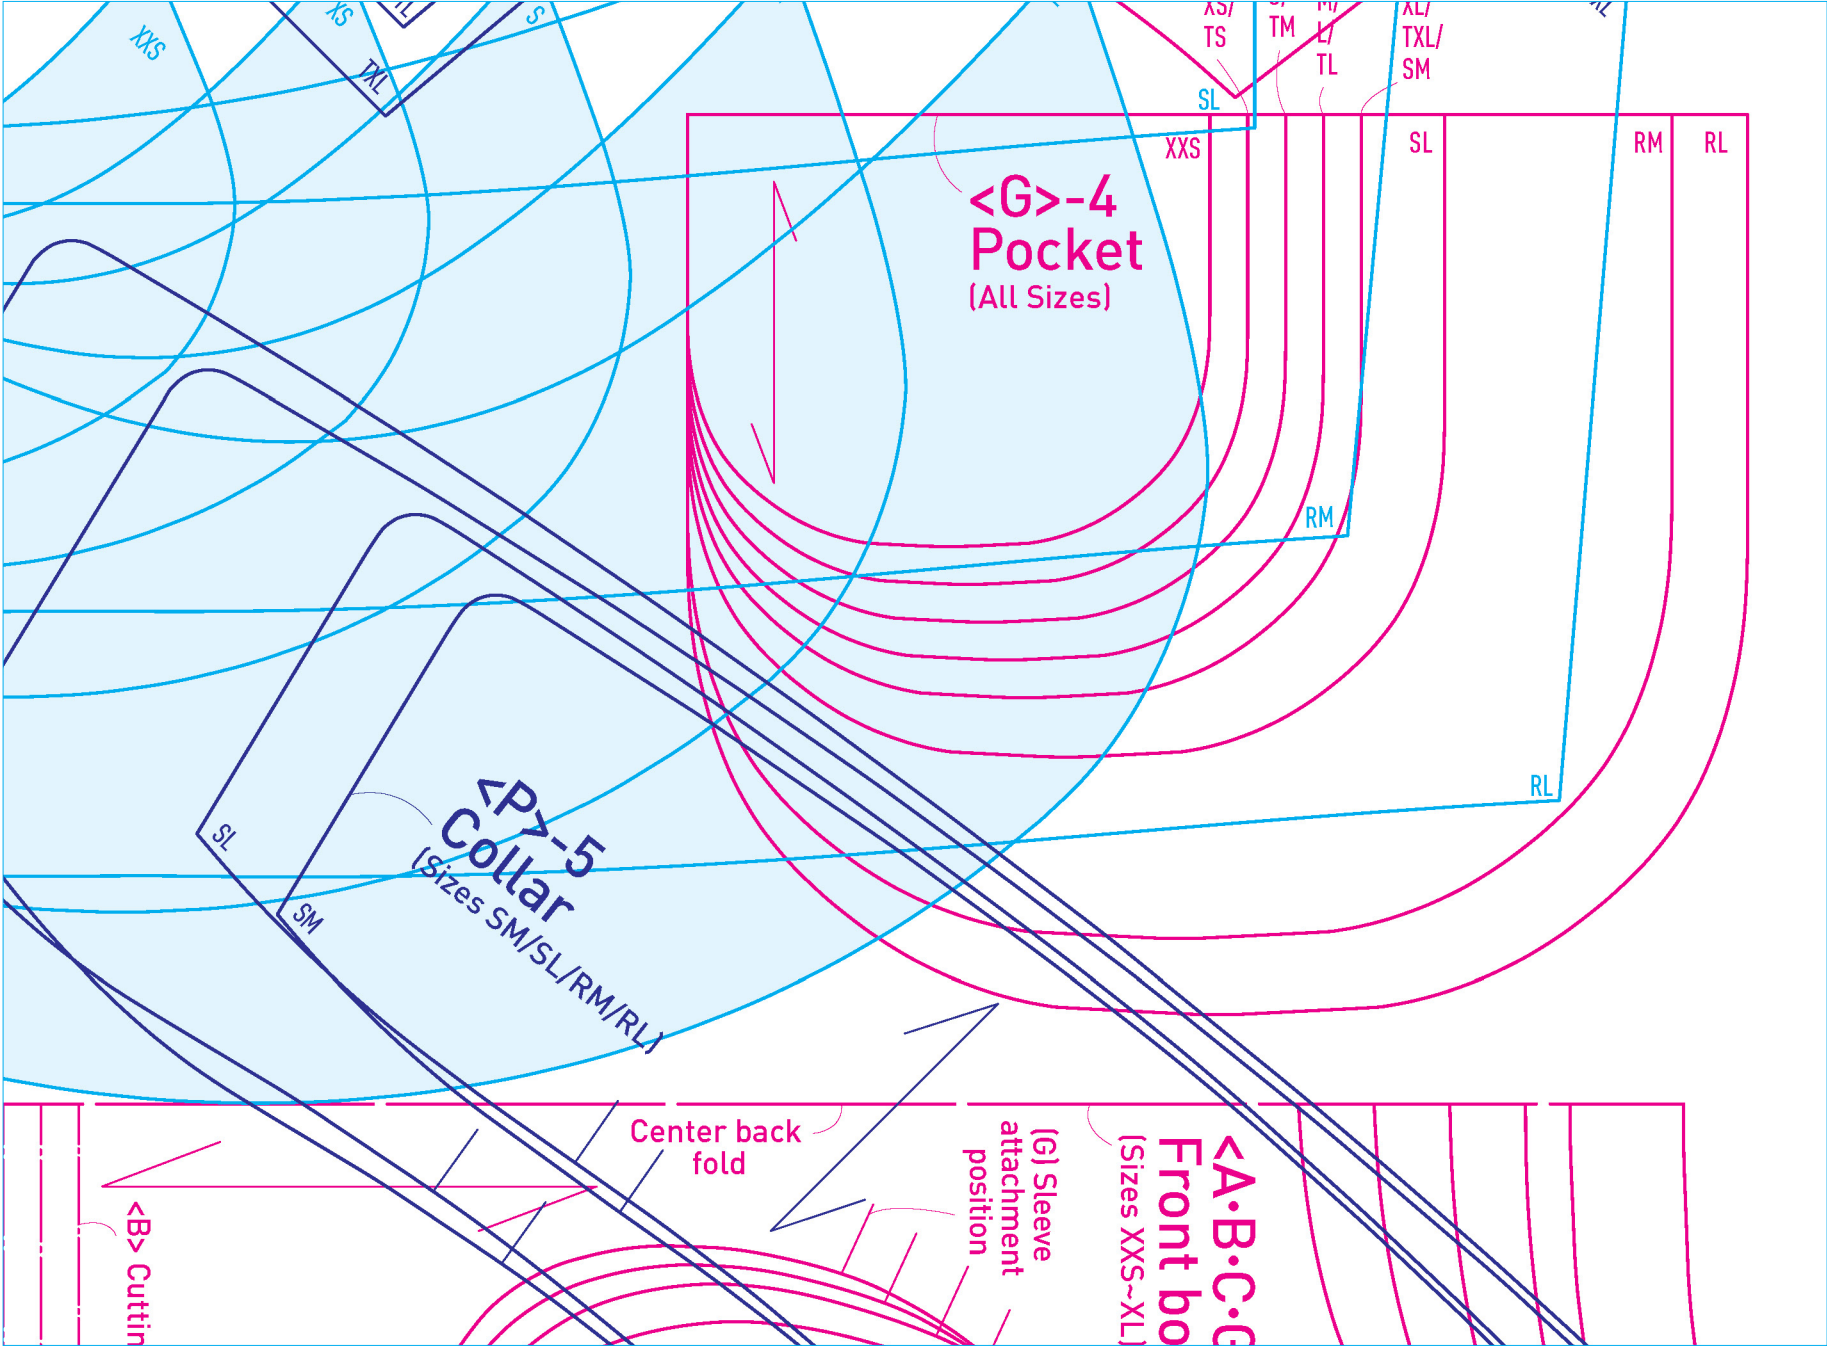 XXS
XS
S
TXL
XS/
TS
TM
M/
L/
TL
XL/
TXL/
SM
SL
XXS
SL
RM
RL
<G>-4
Pocket
(All Sizes)
RM
RL
<P>-5
Collar
(Sizes SM/SL/RM/RL)
SL
SM
Center back
fold
(G) Sleeve
attachment
position
<A•B•C•G
Front bo
(Sizes XXS~XL)
<B> Cuttin